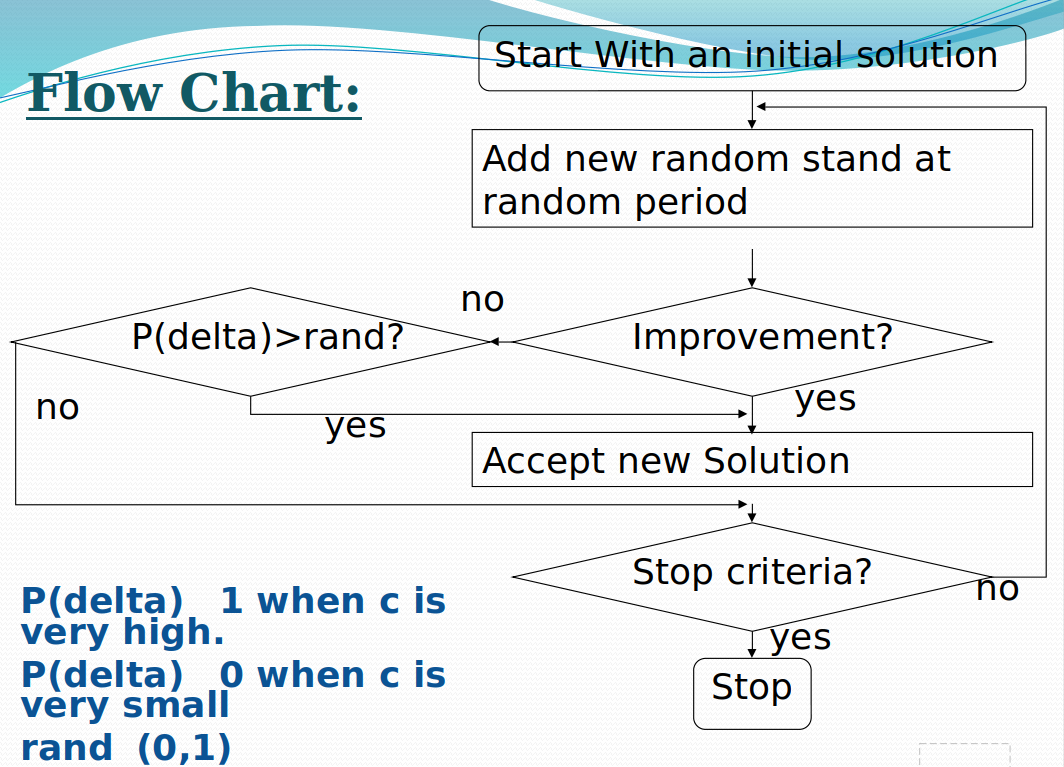 Flow Chart:
Start With an initial solution
Add new random stand at
random period
no
P(delta)>rand?
Improvement?
no
yes
yes
Accept new Solution
Stop criteria?
no
yes
Stop
P(delta)   1 when c is
very high.
P(delta)   0 when c is
very small
rand  (0,1)